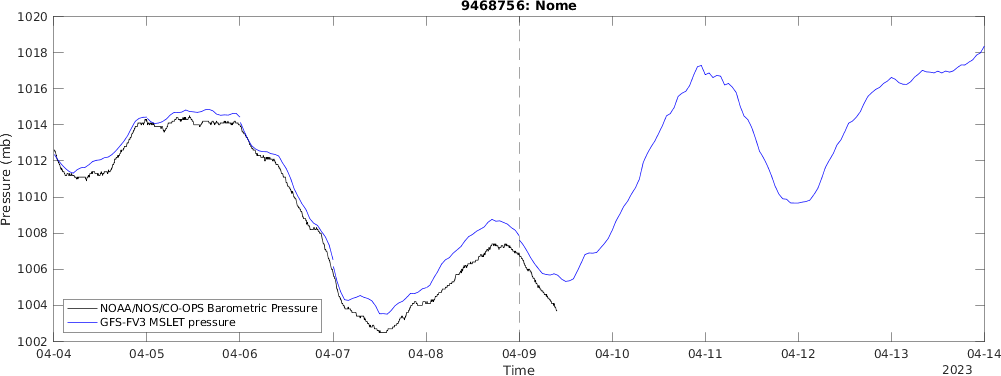 9468756: Nome
1020
1018
1016
1014
1012
1010
1008
1006
1004
1002
Pressure (mb)
NOAA/NOS/CO-OPS Barometric Pressure
GFS-FV3 MSLET pressure
04-04 04-05 04-06 04-07 04-08 04-09 04-10 04-11 04-12 04-13 04-14
Time
2023